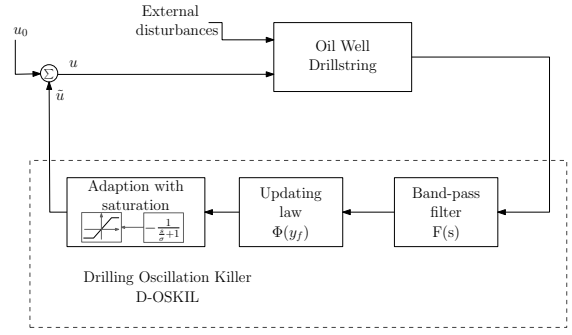 External
disturbances
u₀
Oil Well
Drillstring
u
Σ
ũ
Adaption with
saturation
−1/(s/σ+1)
Updating
law
Φ(y_f)
Band-pass
filter
F(s)
Drilling Oscillation Killer
D-OSKIL